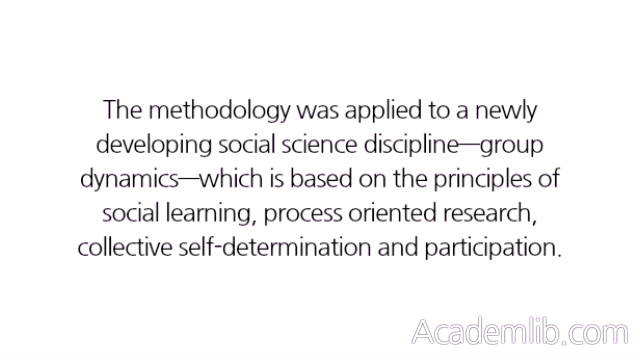 The methodology was applied to a newly
developing social science discipline—group
dynamics—which is based on the principles of
social learning, process oriented research,
collective self-determination and participation.
Academlib.com